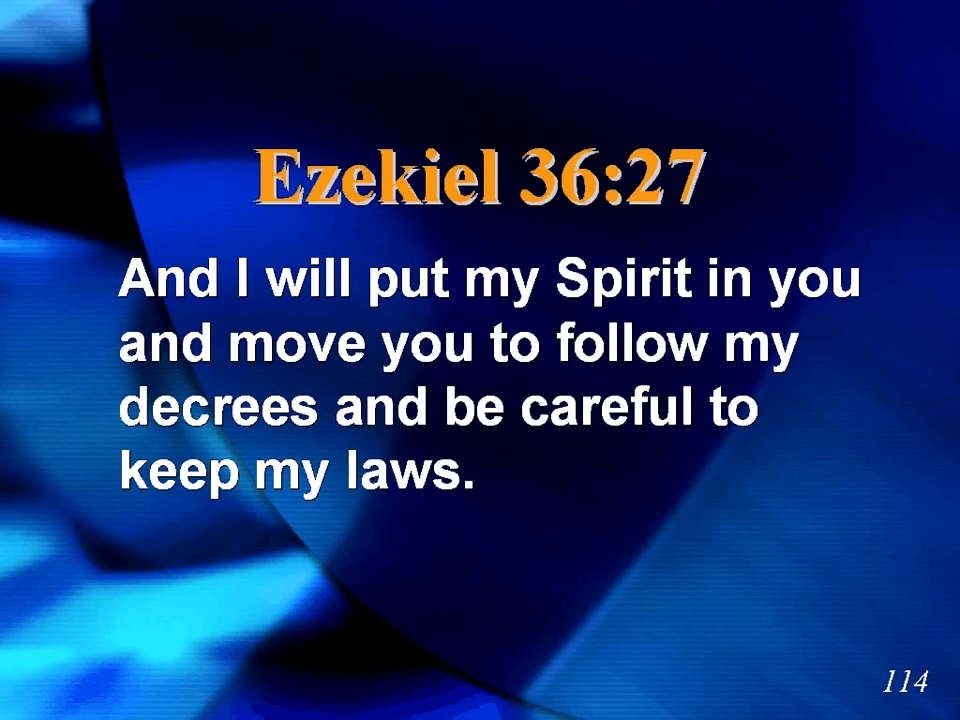 Ezekiel 36:27
And I will put my Spirit in you
and move you to follow my
decrees and be careful to
keep my laws.
114